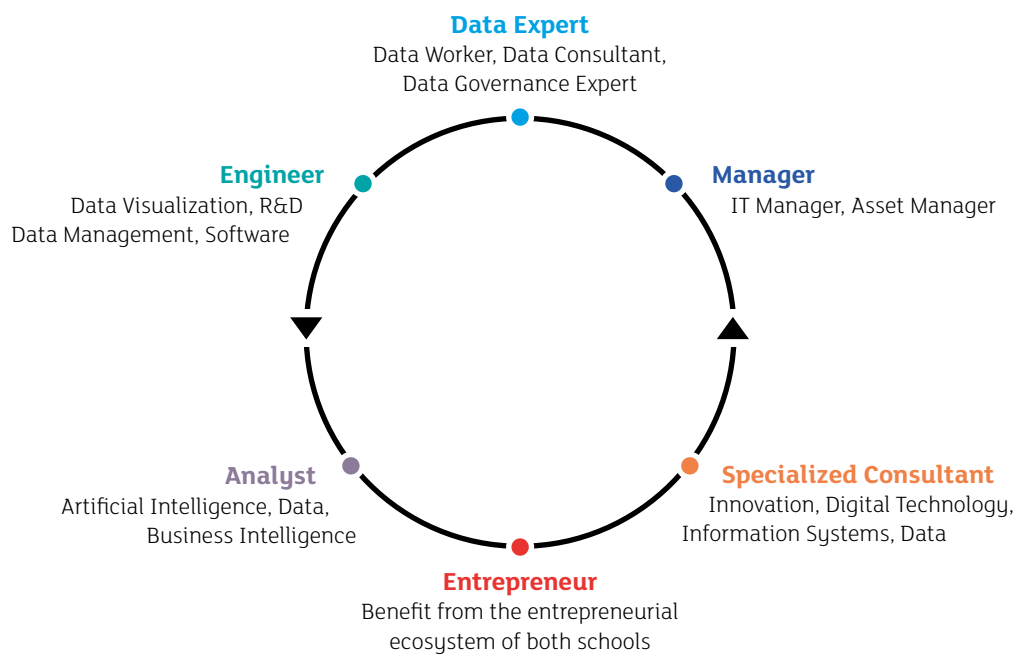 Data Expert
Data Worker, Data Consultant,
Data Governance Expert
Engineer
Data Visualization, R&D
Data Management, Software
Manager
IT Manager, Asset Manager
Analyst
Artificial Intelligence, Data,
Business Intelligence
Specialized Consultant
Innovation, Digital Technology,
Information Systems, Data
Entrepreneur
Benefit from the entrepreneurial
ecosystem of both schools